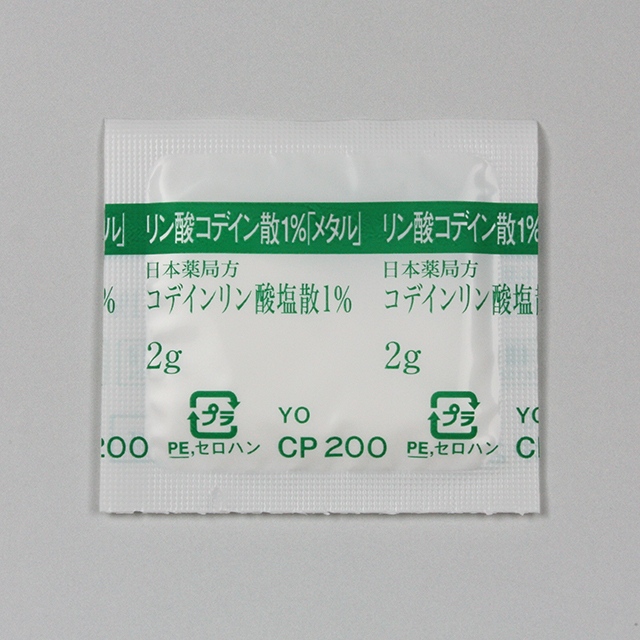 ル」 リン酸コデイン散1%「メタル」 リン酸コデイン散1%
日本薬局方 日本薬局方
% コデインリン酸塩散1% コデインリン酸塩散
2g 2g
プラ YO プラ YO
200 PE,セロハン CP 200 PE,セロハン C